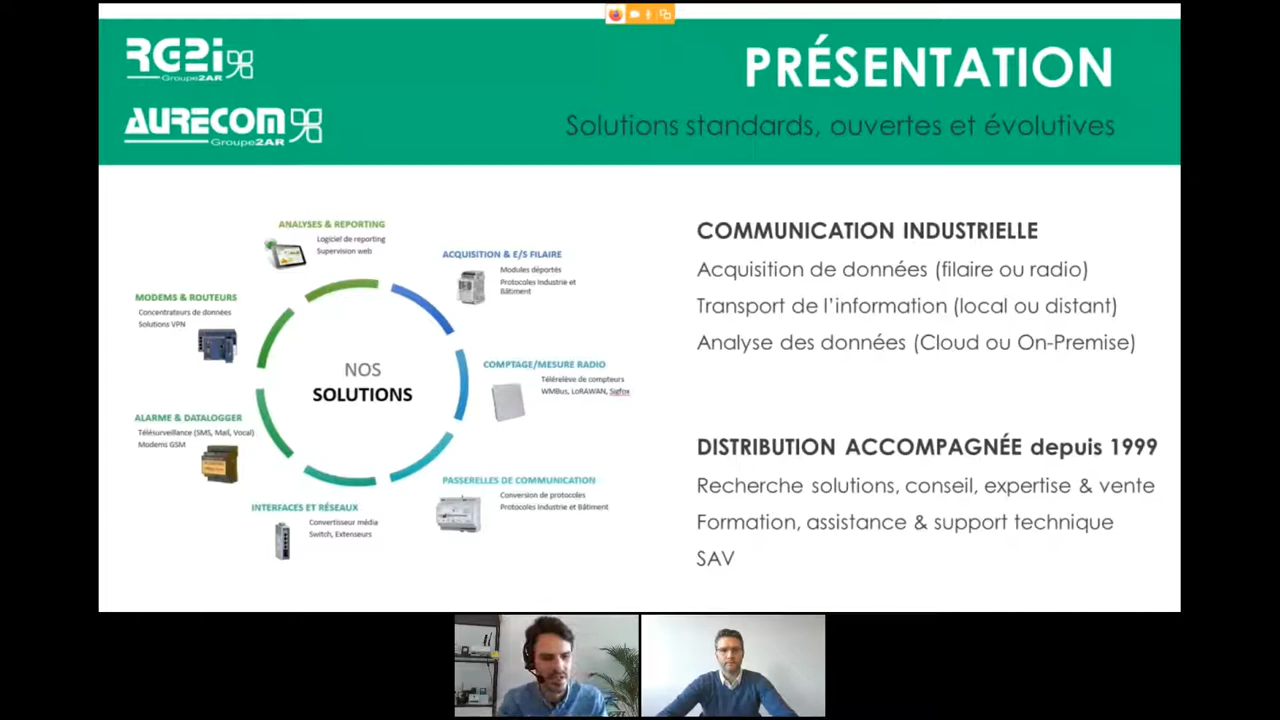 RG2i
Groupe2AR
AURECOM
Groupe2AR
PRÉSENTATION
Solutions standards, ouvertes et évolutives
ANALYSES & REPORTING
Logiciel de reporting
Supervision web
ACQUISITION & E/S FILAIRE
Modules déportés
Protocoles Industrie et
Bâtiment
MODEMS & ROUTEURS
Concentrateurs de données
Solutions VPN
NOS
SOLUTIONS
COMPTAGE/MESURE RADIO
Télérelève de compteurs
WMBus, LoRAWAN, Sigfox
ALARME & DATALOGGER
Télésurveillance (SMS, Mail, Vocal)
Modems GSM
PASSERELLES DE COMMUNICATION
Conversion de protocoles
Protocoles Industrie et Bâtiment
INTERFACES ET RÉSEAUX
Convertisseur média
Switch, Extenseurs
COMMUNICATION INDUSTRIELLE
Acquisition de données (filaire ou radio)
Transport de l’information (local ou distant)
Analyse des données (Cloud ou On-Premise)
DISTRIBUTION ACCOMPAGNÉE depuis 1999
Recherche solutions, conseil, expertise & vente
Formation, assistance & support technique
SAV